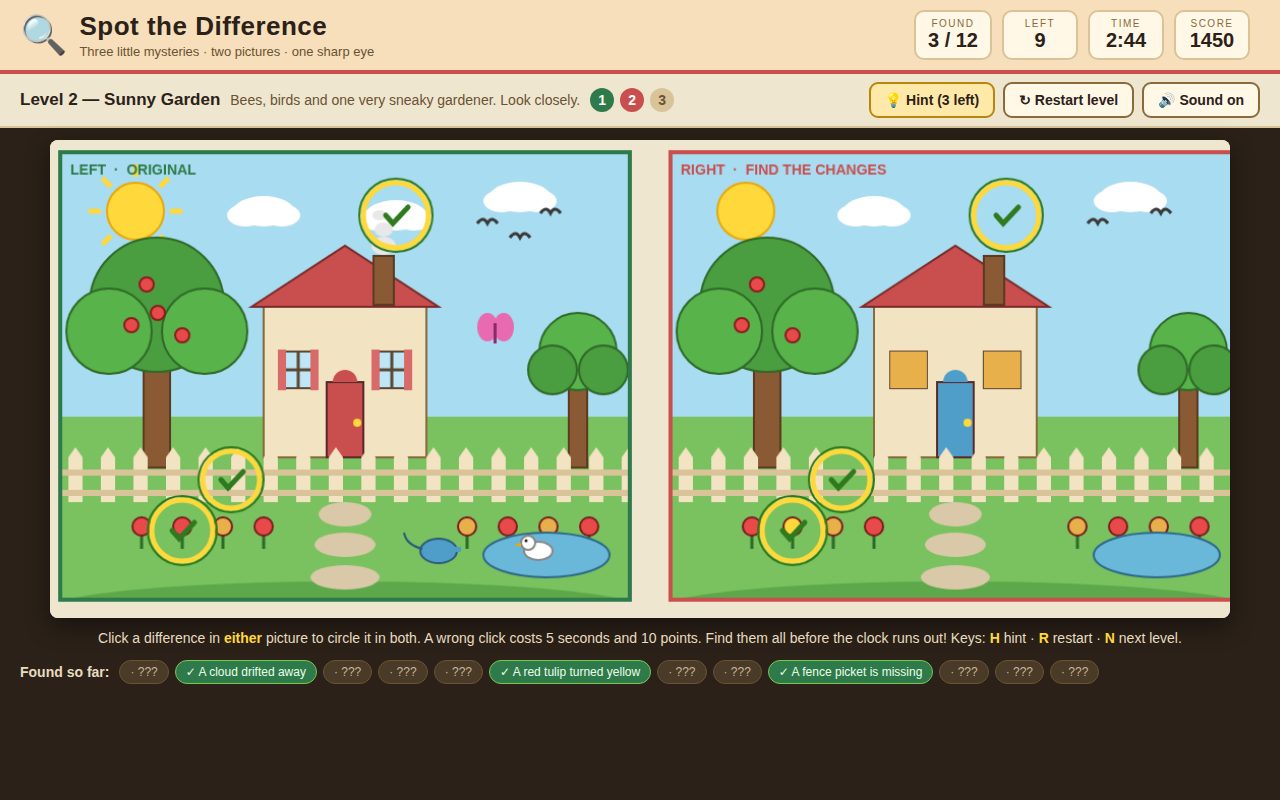 Spot the Difference
Three little mysteries · two pictures · one sharp eye
FOUND
3 / 12
LEFT
9
TIME
2:44
SCORE
1450
Level 2 — Sunny Garden
Bees, birds and one very sneaky gardener. Look closely.
1 2 3
💡 Hint (3 left)
↻ Restart level
🔊 Sound on
LEFT · ORIGINAL
RIGHT · FIND THE CHANGES
Click a difference in either picture to circle it in both. A wrong click costs 5 seconds and 10 points. Find them all before the clock runs out! Keys: H hint · R restart · N next level.
Found so far: · ??? ✓ A cloud drifted away · ??? · ??? · ??? ✓ A red tulip turned yellow · ??? · ??? ✓ A fence picket is missing · ??? · ??? · ???